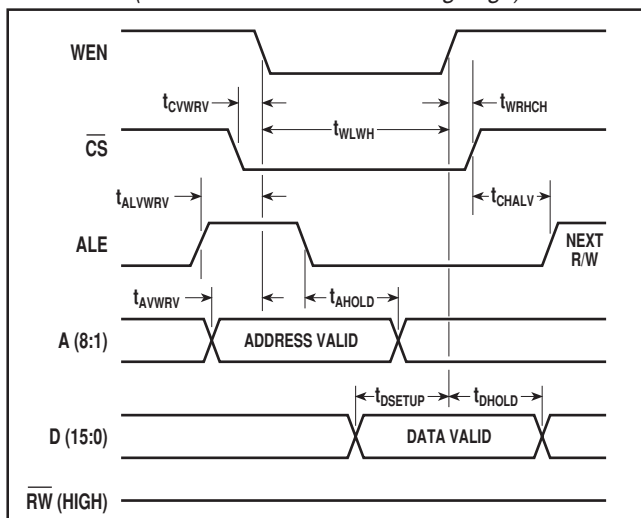 WEN
tCVWRV
tWLWH
tWRHCH
CS
tALVWRV
tCHALV
ALE
NEXT
R/W
tAVWRV
tAHOLD
A (8:1)
ADDRESS VALID
tDSETUP
tDHOLD
D (15:0)
DATA VALID
RW (HIGH)